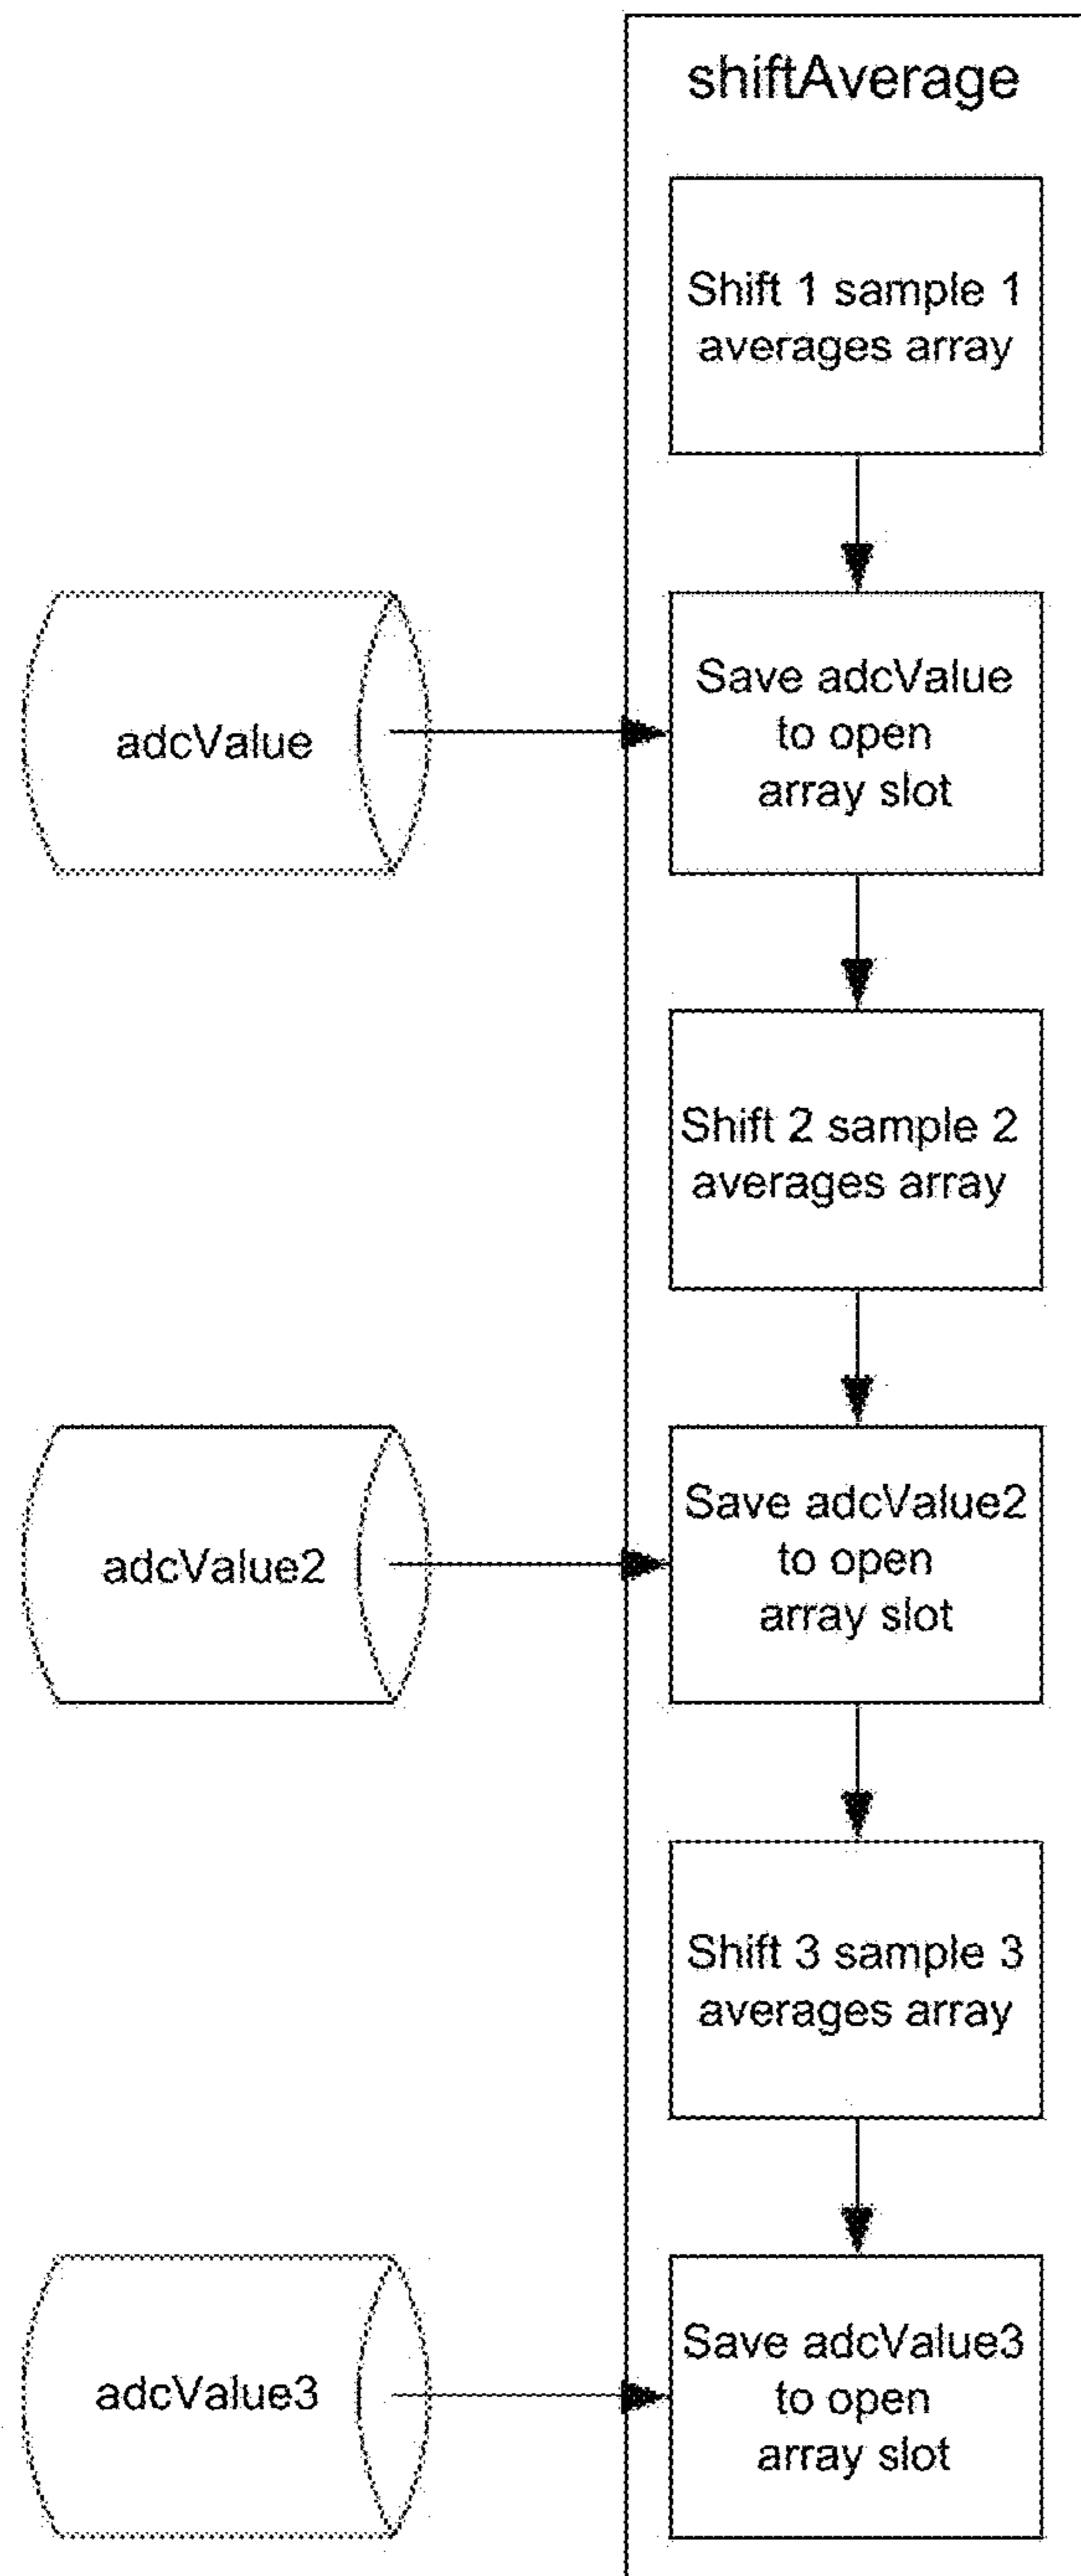 shiftAverage
Shift 1 sample 1
averages array
adcValue
Save adcValue
to open
array slot
Shift 2 sample 2
averages array
adcValue2
Save adcValue2
to open
array slot
Shift 3 sample 3
averages array
adcValue3
Save adcValue3
to open
array slot